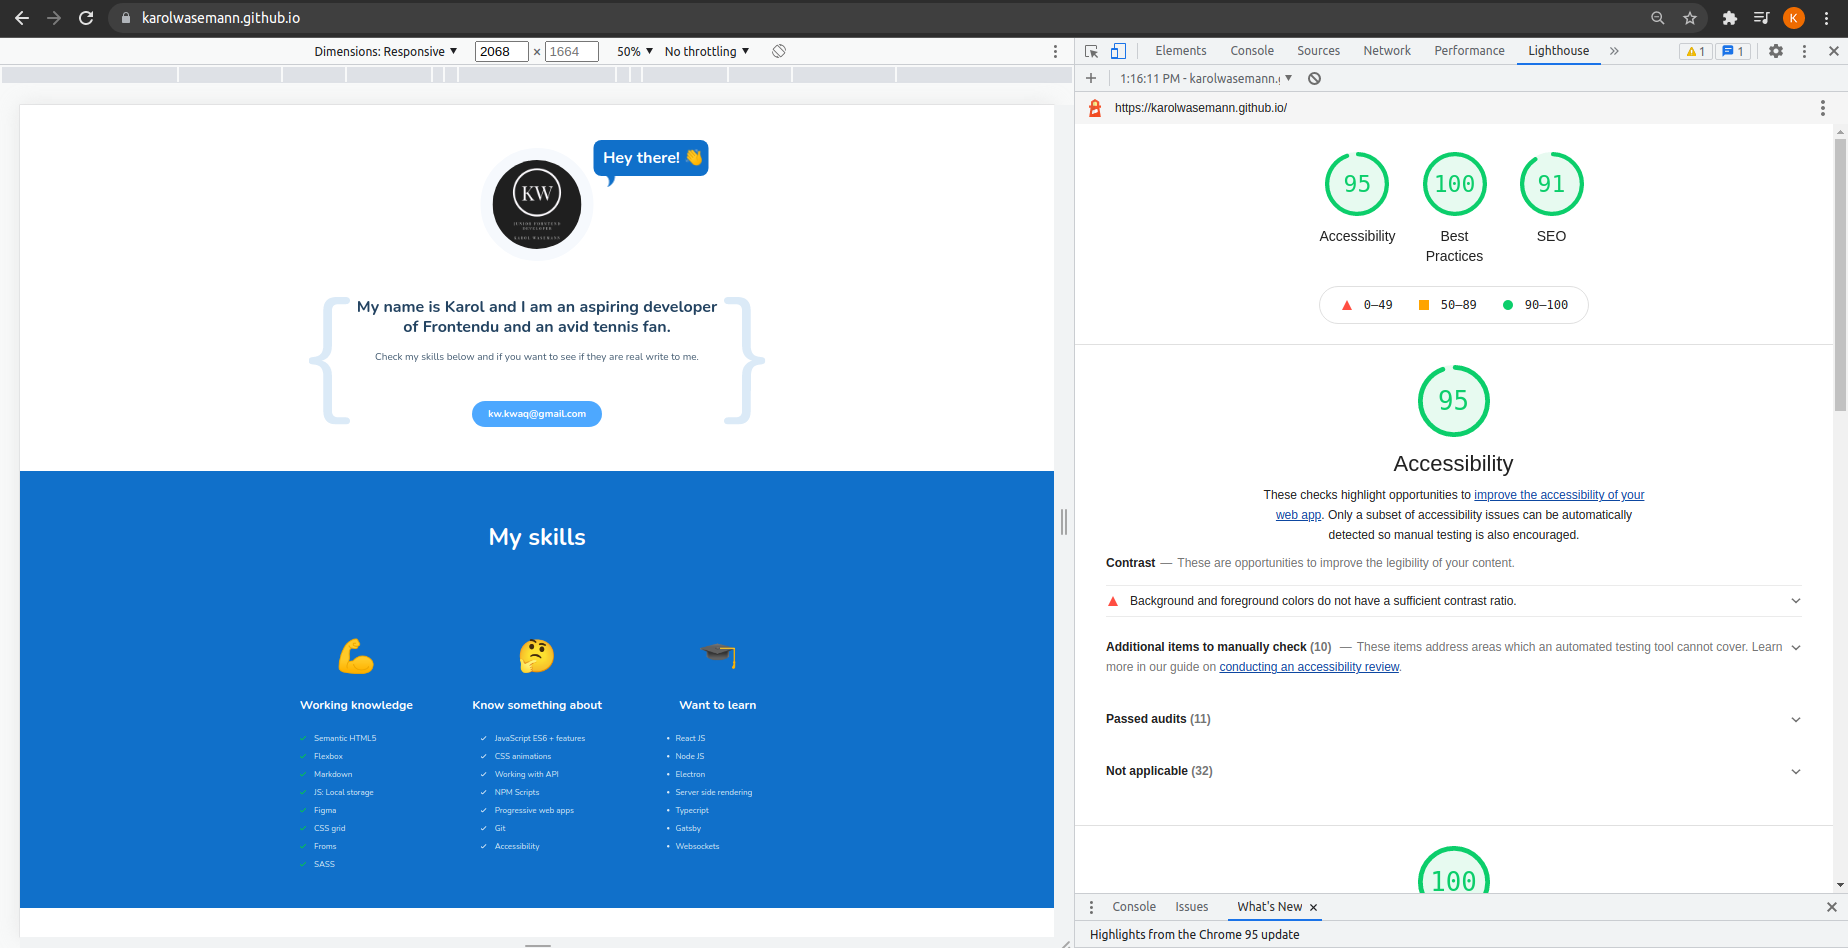 karolwasemann.github.io
K
Dimensions: Responsive
2068 × 1664
50%
No throttling
Elements
Console
Sources
Network
Performance
Lighthouse
1
1
1:16:11 PM - karolwasemann.
https://karolwasemann.github.io/
Hey there! 👋
KW
JUNIOR FORNTEND
DEVELOPER
KAROL WASEMANN
My name is Karol and I am an aspiring developer
of Frontendu and an avid tennis fan.
Check my skills below and if you want to see if they are real write to me.
kw.kwaq@gmail.com
My skills
Working knowledge
Semantic HTML5
Flexbox
Markdown
JS: Local storage
Figma
CSS grid
Froms
SASS
Know something about
JavaScript ES6 + features
CSS animations
Working with API
NPM Scripts
Progressive web apps
Git
Accessibility
Want to learn
React JS
Node JS
Electron
Server side rendering
Typecript
Gatsby
Websockets
95
Accessibility
100
Best
Practices
91
SEO
0–49
50–89
90–100
95
Accessibility
These checks highlight opportunities to improve the accessibility of your
web app. Only a subset of accessibility issues can be automatically
detected so manual testing is also encouraged.
Contrast — These are opportunities to improve the legibility of your content.
Background and foreground colors do not have a sufficient contrast ratio.
Additional items to manually check (10) — These items address areas which an automated testing tool cannot cover. Learn
more in our guide on conducting an accessibility review.
Passed audits (11)
Not applicable (32)
100
Console
Issues
What's New
Highlights from the Chrome 95 update